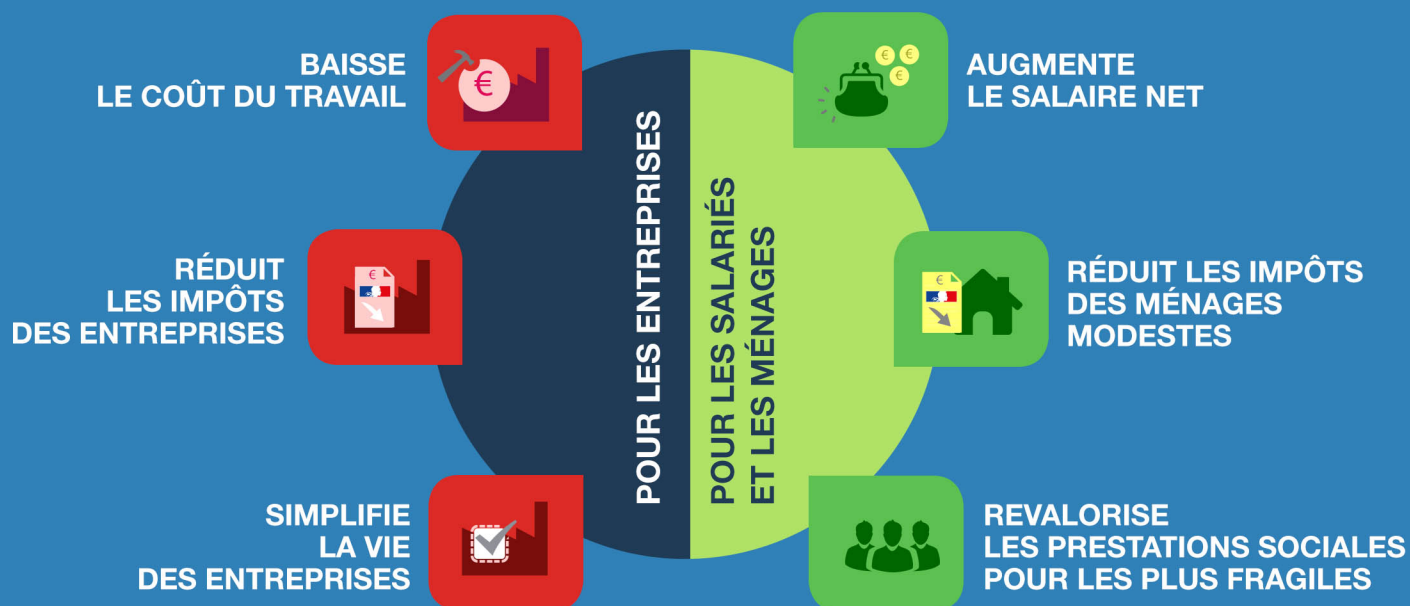 BAISSE
LE COÛT DU TRAVAIL
RÉDUIT
LES IMPÔTS
DES ENTREPRISES
SIMPLIFIE
LA VIE
DES ENTREPRISES
POUR LES ENTREPRISES
POUR LES SALARIÉS
ET LES MÉNAGES
AUGMENTE
LE SALAIRE NET
RÉDUIT LES IMPÔTS
DES MÉNAGES
MODESTES
REVALORISE
LES PRESTATIONS SOCIALES
POUR LES PLUS FRAGILES